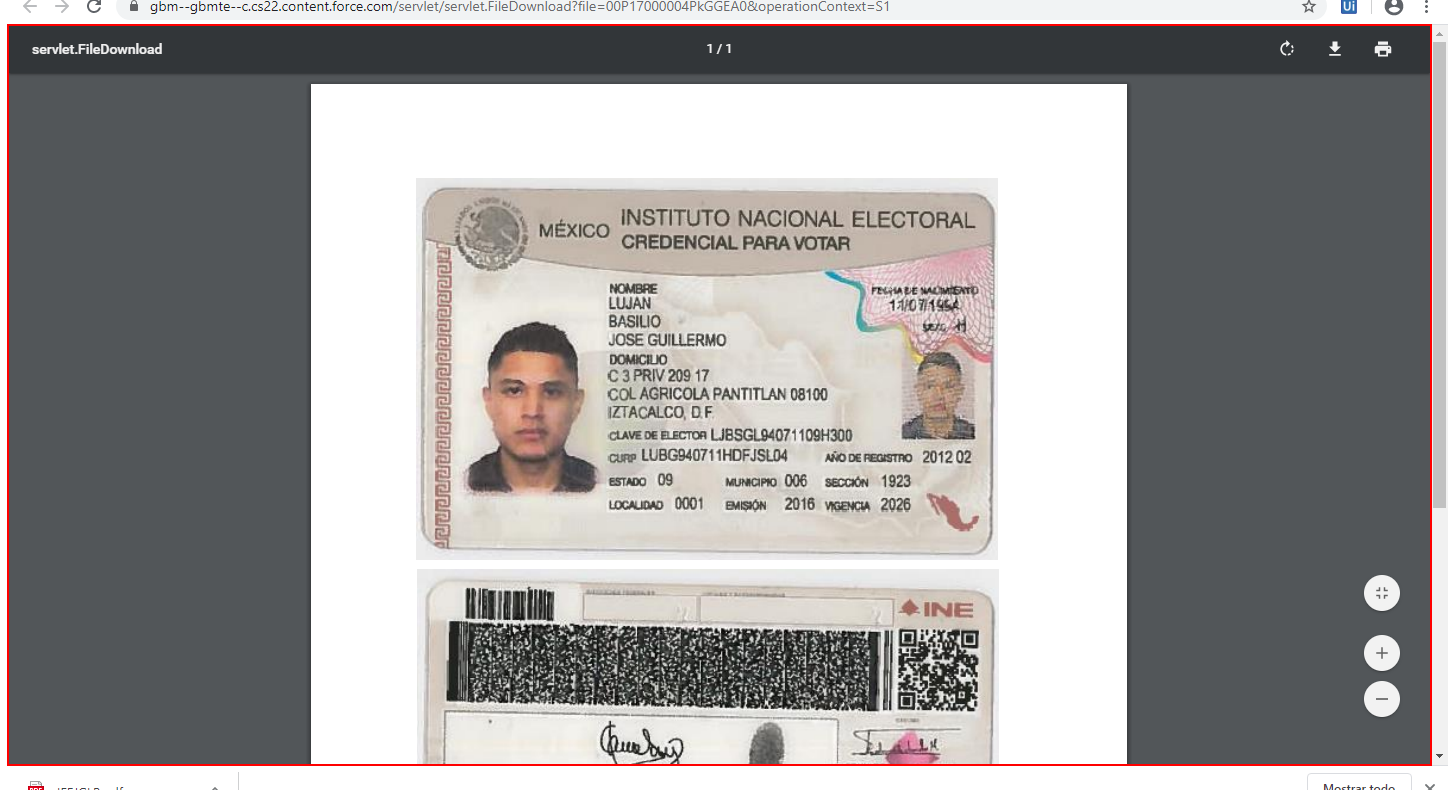 gbm--gbmte--c.cs22.content.force.com/servlet/servlet.FileDownload?file=00P17000004PkGGEA0&operationContext=S1
Ui
servlet.FileDownload
1 / 1
MÉXICO
INSTITUTO NACIONAL ELECTORAL
CREDENCIAL PARA VOTAR
NOMBRE
LUJAN
BASILIO
JOSE GUILLERMO
FECHA DE NACIMIENTO
11/07/1994
SEXO H
DOMICILIO
C 3 PRIV 209 17
COL AGRICOLA PANTITLAN 08100
IZTACALCO, D.F.
CLAVE DE ELECTOR LJBSGL94071109H300
CURP LUBG940711HDFJSL04 AÑO DE REGISTRO 2012 02
ESTADO 09 MUNICIPIO 006 SECCIÓN 1923
LOCALIDAD 0001 EMISIÓN 2016 VIGENCIA 2026
INE
Mostrar todo